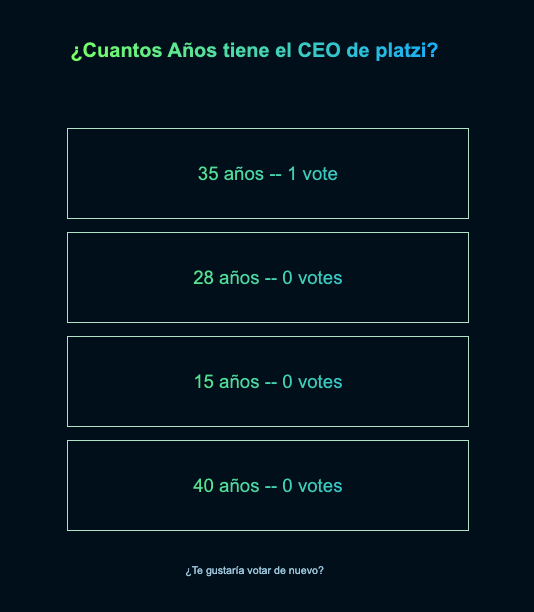 ¿Cuantos Años tiene el CEO de platzi?
35 años -- 1 vote
28 años -- 0 votes
15 años -- 0 votes
40 años -- 0 votes
¿Te gustaría votar de nuevo?